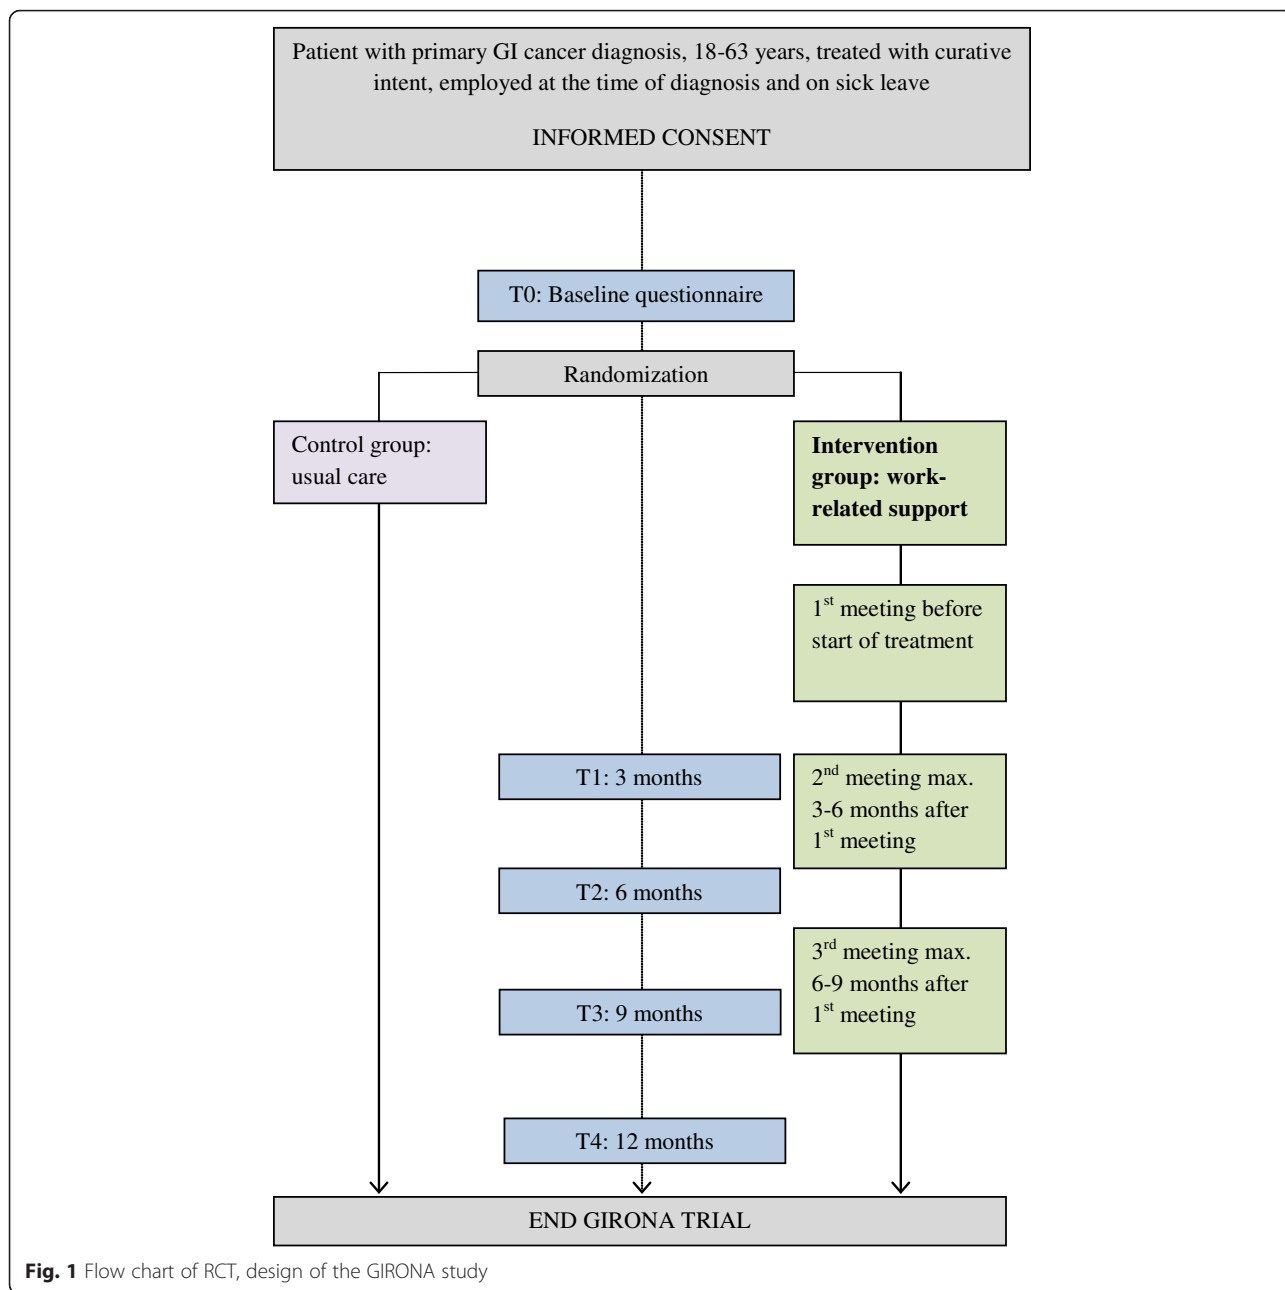 Patient with primary GI cancer diagnosis, 18-63 years, treated with curative
intent, employed at the time of diagnosis and on sick leave
INFORMED CONSENT
T0: Baseline questionnaire
Randomization
Control group:
usual care
Intervention
group: work-
related support
1st meeting before
start of treatment
T1: 3 months
2nd meeting max.
3-6 months after
1st meeting
T2: 6 months
3rd meeting max.
6-9 months after
1st meeting
T3: 9 months
T4: 12 months
END GIRONA TRIAL
Fig. 1 Flow chart of RCT, design of the GIRONA study